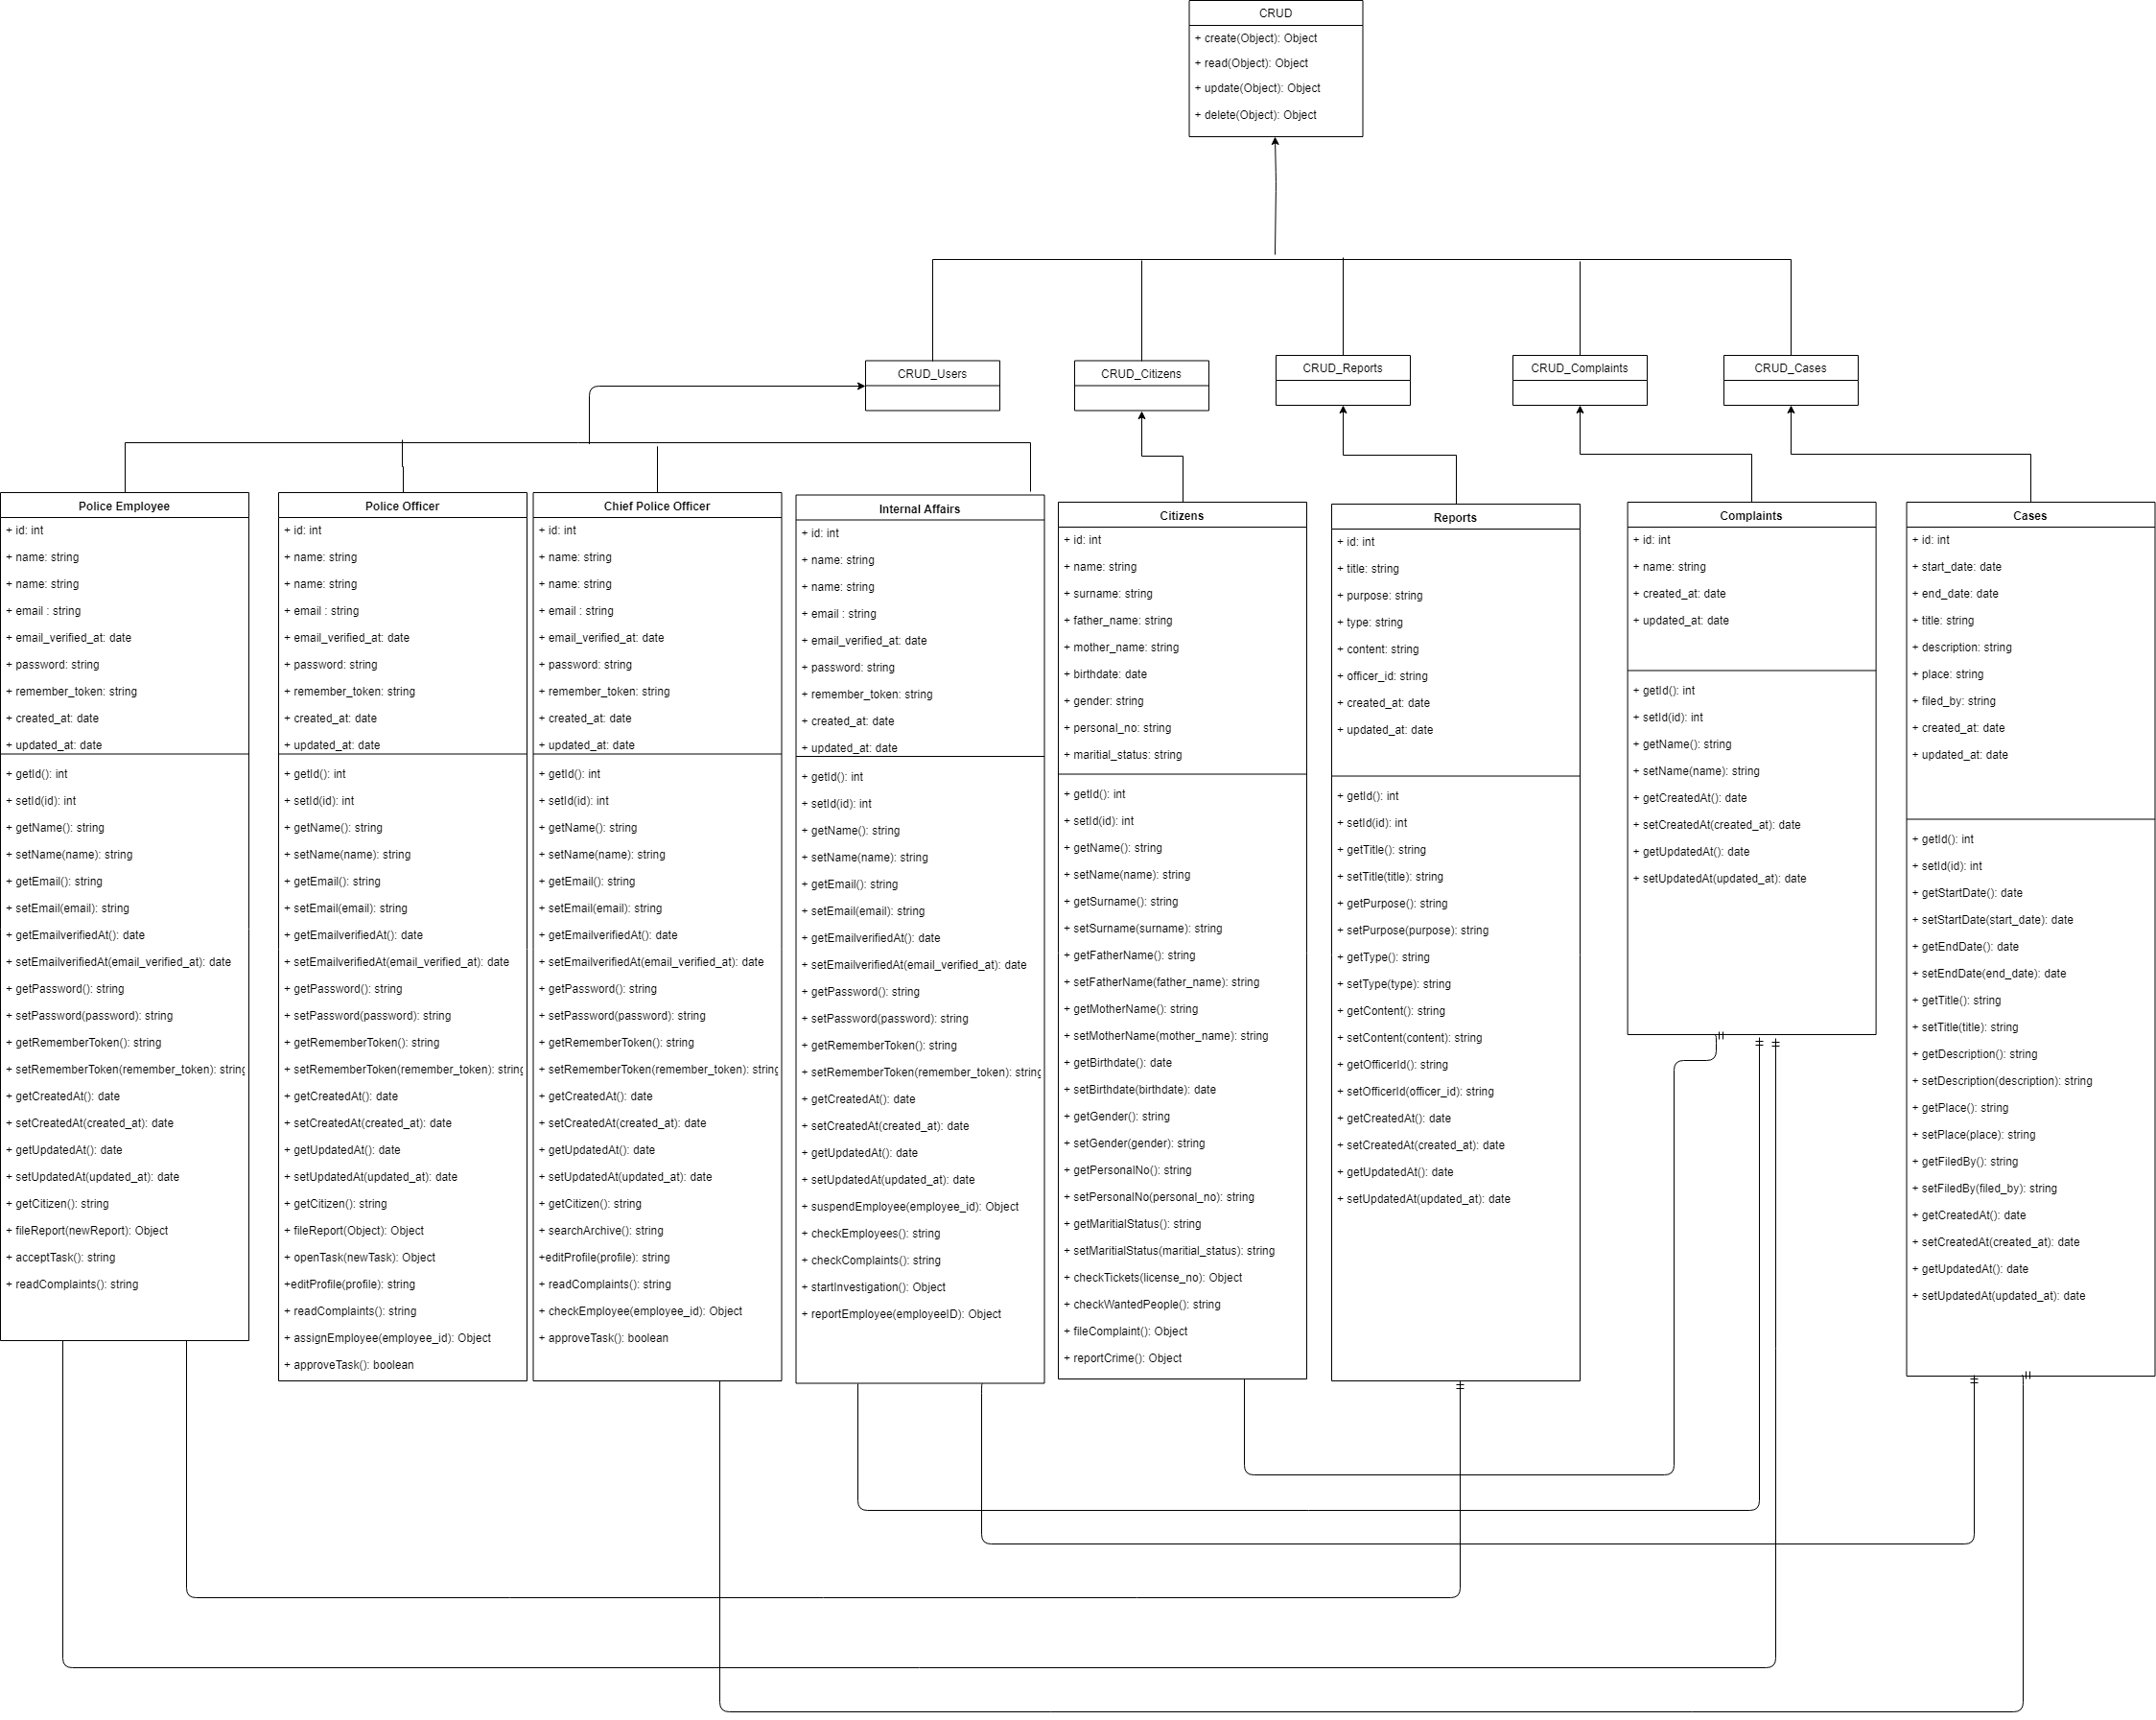 CRUD
+ create(Object): Object
+ read(Object): Object
+ update(Object): Object
+ delete(Object): Object
CRUD_Users
CRUD_Citizens
CRUD_Reports
CRUD_Complaints
CRUD_Cases
Police Employee
+ id: int
+ name: string
+ name: string
+ email : string
+ email_verified_at: date
+ password: string
+ remember_token: string
+ created_at: date
+ updated_at: date
+ getId(): int
+ setId(id): int
+ getName(): string
+ setName(name): string
+ getEmail(): string
+ setEmail(email): string
+ getEmailverifiedAt(): date
+ setEmailverifiedAt(email_verified_at): date
+ getPassword(): string
+ setPassword(password): string
+ getRememberToken(): string
+ setRememberToken(remember_token): string
+ getCreatedAt(): date
+ setCreatedAt(created_at): date
+ getUpdatedAt(): date
+ setUpdatedAt(updated_at): date
+ getCitizen(): string
+ fileReport(newReport): Object
+ acceptTask(): string
+ readComplaints(): string
Police Officer
+ id: int
+ name: string
+ name: string
+ email : string
+ email_verified_at: date
+ password: string
+ remember_token: string
+ created_at: date
+ updated_at: date
+ getId(): int
+ setId(id): int
+ getName(): string
+ setName(name): string
+ getEmail(): string
+ setEmail(email): string
+ getEmailverifiedAt(): date
+ setEmailverifiedAt(email_verified_at): date
+ getPassword(): string
+ setPassword(password): string
+ getRememberToken(): string
+ setRememberToken(remember_token): string
+ getCreatedAt(): date
+ setCreatedAt(created_at): date
+ getUpdatedAt(): date
+ setUpdatedAt(updated_at): date
+ getCitizen(): string
+ fileReport(Object): Object
+ openTask(newTask): Object
+editProfile(profile): string
+ readComplaints(): string
+ assignEmployee(employee_id): Object
+ approveTask(): boolean
Chief Police Officer
+ id: int
+ name: string
+ name: string
+ email : string
+ email_verified_at: date
+ password: string
+ remember_token: string
+ created_at: date
+ updated_at: date
+ getId(): int
+ setId(id): int
+ getName(): string
+ setName(name): string
+ getEmail(): string
+ setEmail(email): string
+ getEmailverifiedAt(): date
+ setEmailverifiedAt(email_verified_at): date
+ getPassword(): string
+ setPassword(password): string
+ getRememberToken(): string
+ setRememberToken(remember_token): string
+ getCreatedAt(): date
+ setCreatedAt(created_at): date
+ getUpdatedAt(): date
+ setUpdatedAt(updated_at): date
+ getCitizen(): string
+ searchArchive(): string
+editProfile(profile): string
+ readComplaints(): string
+ checkEmployee(employee_id): Object
+ approveTask(): boolean
Internal Affairs
+ id: int
+ name: string
+ name: string
+ email : string
+ email_verified_at: date
+ password: string
+ remember_token: string
+ created_at: date
+ updated_at: date
+ getId(): int
+ setId(id): int
+ getName(): string
+ setName(name): string
+ getEmail(): string
+ setEmail(email): string
+ getEmailverifiedAt(): date
+ setEmailverifiedAt(email_verified_at): date
+ getPassword(): string
+ setPassword(password): string
+ getRememberToken(): string
+ setRememberToken(remember_token): string
+ getCreatedAt(): date
+ setCreatedAt(created_at): date
+ getUpdatedAt(): date
+ setUpdatedAt(updated_at): date
+ suspendEmployee(employee_id): Object
+ checkEmployees(): string
+ checkComplaints(): string
+ startInvestigation(): Object
+ reportEmployee(employeeID): Object
Citizens
+ id: int
+ name: string
+ surname: string
+ father_name: string
+ mother_name: string
+ birthdate: date
+ gender: string
+ personal_no: string
+ maritial_status: string
+ getId(): int
+ setId(id): int
+ getName(): string
+ setName(name): string
+ getSurname(): string
+ setSurname(surname): string
+ getFatherName(): string
+ setFatherName(father_name): string
+ getMotherName(): string
+ setMotherName(mother_name): string
+ getBirthdate(): date
+ setBirthdate(birthdate): date
+ getGender(): string
+ setGender(gender): string
+ getPersonalNo(): string
+ setPersonalNo(personal_no): string
+ getMaritialStatus(): string
+ setMaritialStatus(maritial_status): string
+ checkTickets(license_no): Object
+ checkWantedPeople(): string
+ fileComplaint(): Object
+ reportCrime(): Object
Reports
+ id: int
+ title: string
+ purpose: string
+ type: string
+ content: string
+ officer_id: string
+ created_at: date
+ updated_at: date
+ getId(): int
+ setId(id): int
+ getTitle(): string
+ setTitle(title): string
+ getPurpose(): string
+ setPurpose(purpose): string
+ getType(): string
+ setType(type): string
+ getContent(): string
+ setContent(content): string
+ getOfficerId(): string
+ setOfficerId(officer_id): string
+ getCreatedAt(): date
+ setCreatedAt(created_at): date
+ getUpdatedAt(): date
+ setUpdatedAt(updated_at): date
Complaints
+ id: int
+ name: string
+ created_at: date
+ updated_at: date
+ getId(): int
+ setId(id): int
+ getName(): string
+ setName(name): string
+ getCreatedAt(): date
+ setCreatedAt(created_at): date
+ getUpdatedAt(): date
+ setUpdatedAt(updated_at): date
Cases
+ id: int
+ start_date: date
+ end_date: date
+ title: string
+ description: string
+ place: string
+ filed_by: string
+ created_at: date
+ updated_at: date
+ getId(): int
+ setId(id): int
+ getStartDate(): date
+ setStartDate(start_date): date
+ getEndDate(): date
+ setEndDate(end_date): date
+ getTitle(): string
+ setTitle(title): string
+ getDescription(): string
+ setDescription(description): string
+ getPlace(): string
+ setPlace(place): string
+ getFiledBy(): string
+ setFiledBy(filed_by): string
+ getCreatedAt(): date
+ setCreatedAt(created_at): date
+ getUpdatedAt(): date
+ setUpdatedAt(updated_at): date